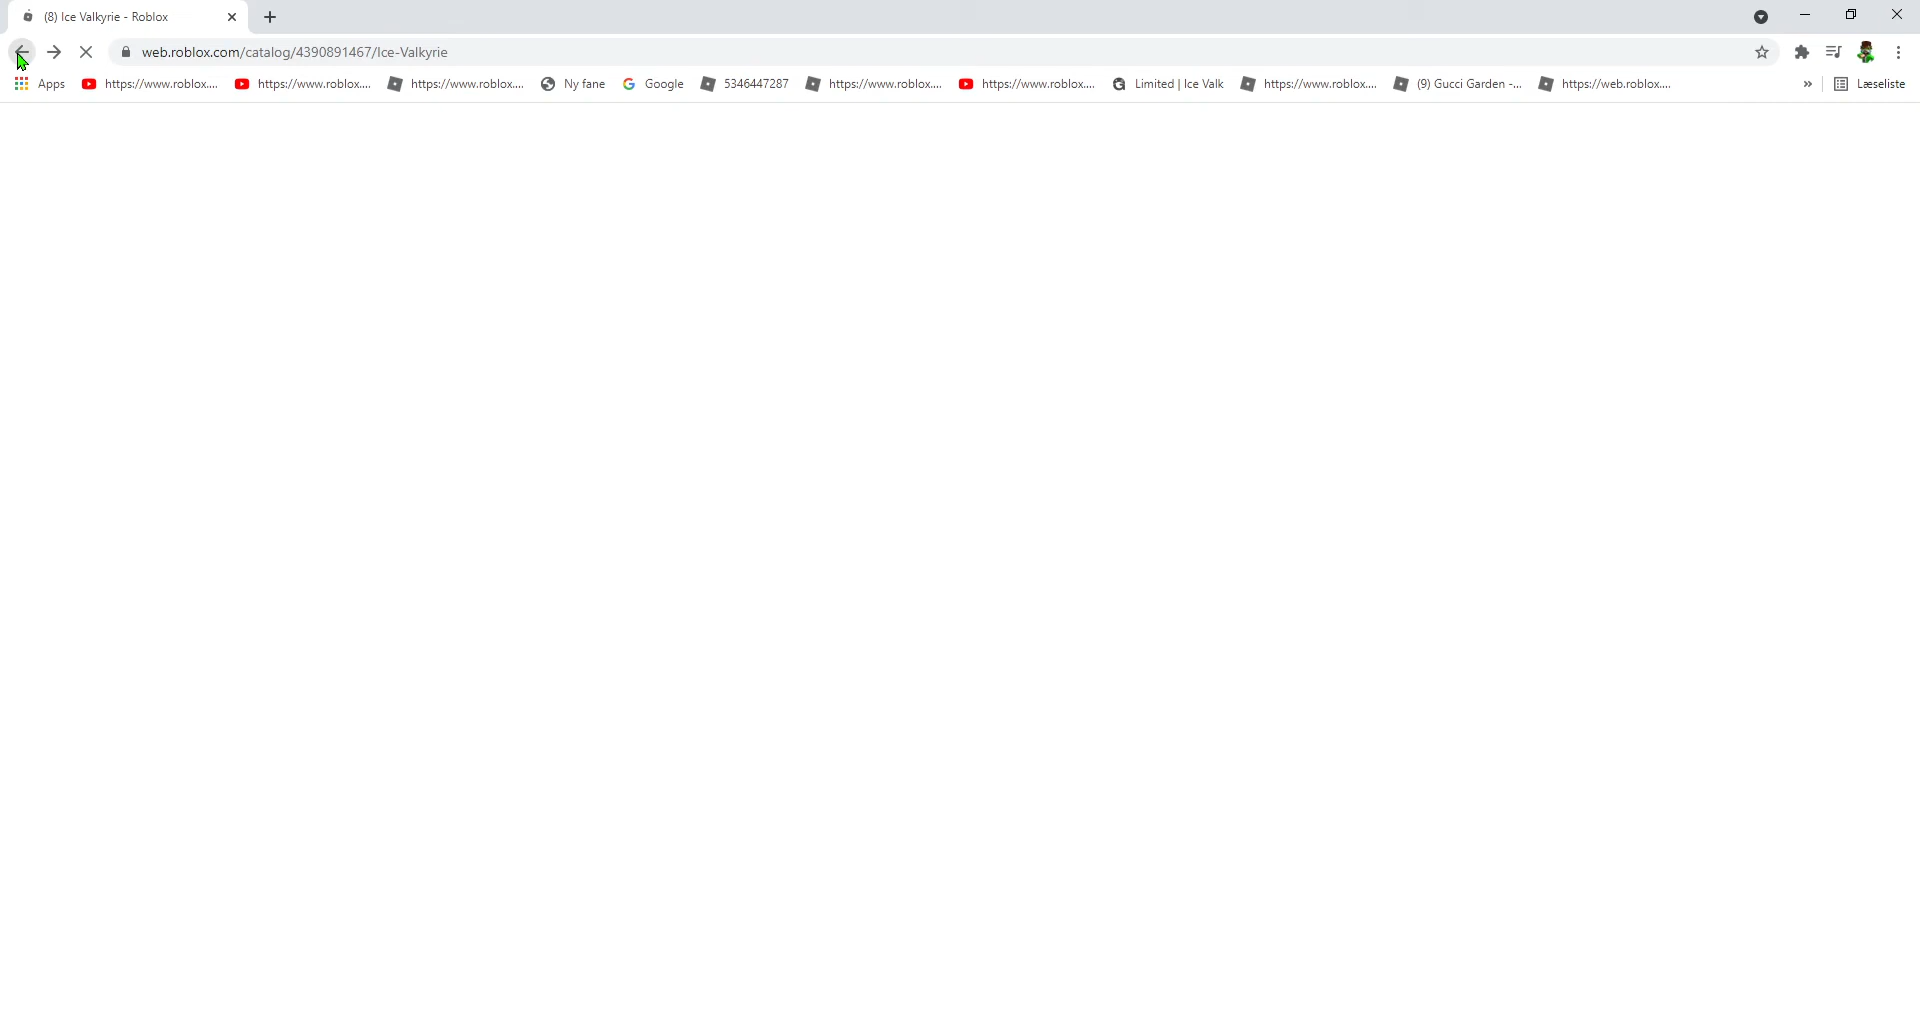 (8) Ice Valkyrie - Roblox
web.roblox.com/catalog/4390891467/Ice-Valkyrie
Apps https://www.roblox.... https://www.roblox.... https://www.roblox.... Ny fane Google 5346447287 https://www.roblox.... https://www.roblox.... Limited | Ice Valk https://www.roblox.... (9) Gucci Garden -... https://web.roblox.... » Læseliste